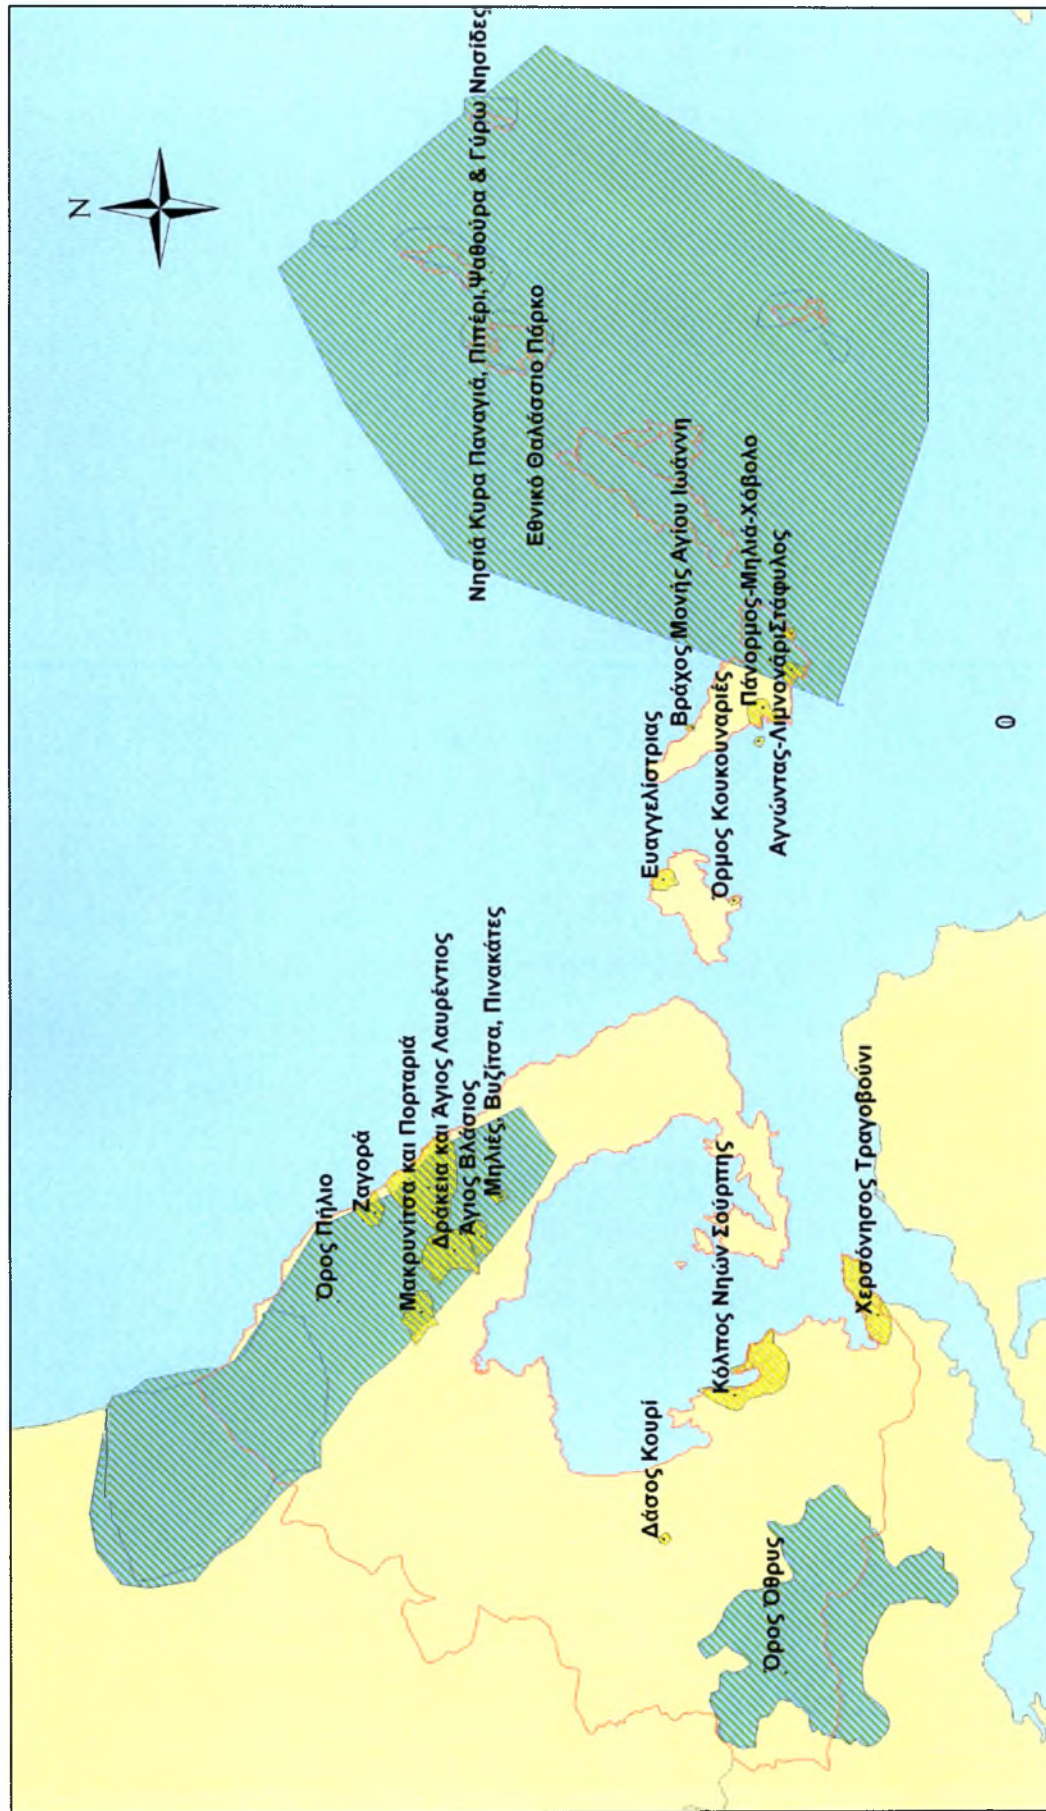 N
Νησιά Κυρα Παναγιά, Πιπέρι,Ψαθούρα & Γύρω Νησίδες
Εθνικό Θαλάσσιο Πάρκο
Όρος Πήλιο
Ζαγορά
Μακρυνίτσα και Πορταριά
Δράκεια και Άγιος Λαυρέντιος
Άγιος Βλάσιος
Μηλιές, Βυζίτσα, Πινακάτες
Ευαγγελίστριας
Βράχος Μονής Αγίου Ιωάννη
Όρμος Κουκουναριές
Πάνορμος-Μηλιά-Χόβολο
Αγνώντας-Λιμνονάρι
Στάφυλος
Δάσος Κουρί
Κόλπος Νηών Σούρπης
Όρος Όθρυς
Χερσόνησος Τραγοβούνι
0